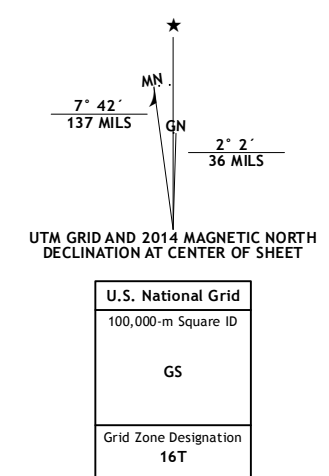 ★
MN
7° 42´
137 MILS
GN
2° 2´
36 MILS
UTM GRID AND 2014 MAGNETIC NORTH
DECLINATION AT CENTER OF SHEET
U.S. National Grid
100,000-m Square ID
GS
Grid Zone Designation
16T